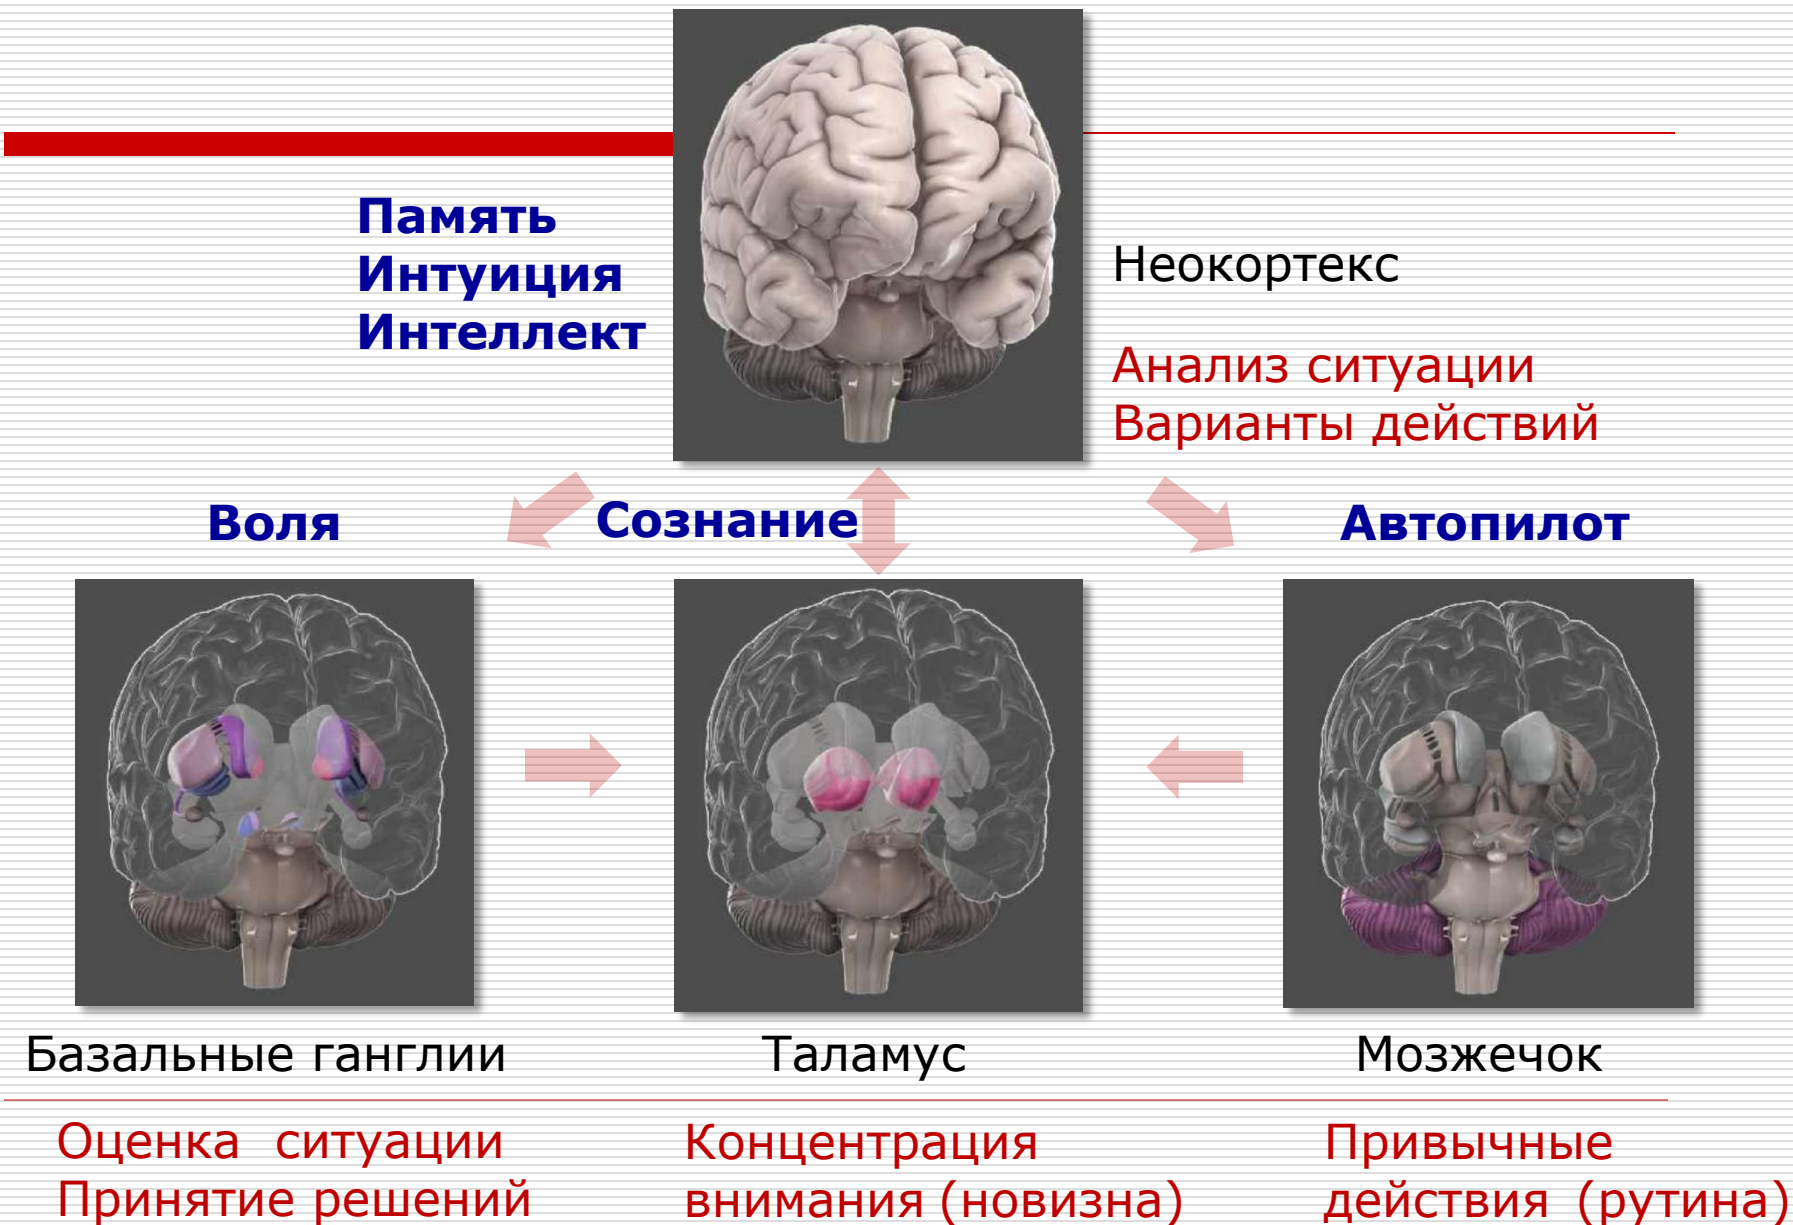 Память
Интуиция
Интеллект
Неокортекс
Анализ ситуации
Варианты действий
Воля
Сознание
Автопилот
Базальные ганглии
Таламус
Мозжечок
Оценка ситуации
Принятие решений
Концентрация
внимания (новизна)
Привычные
действия (рутина)